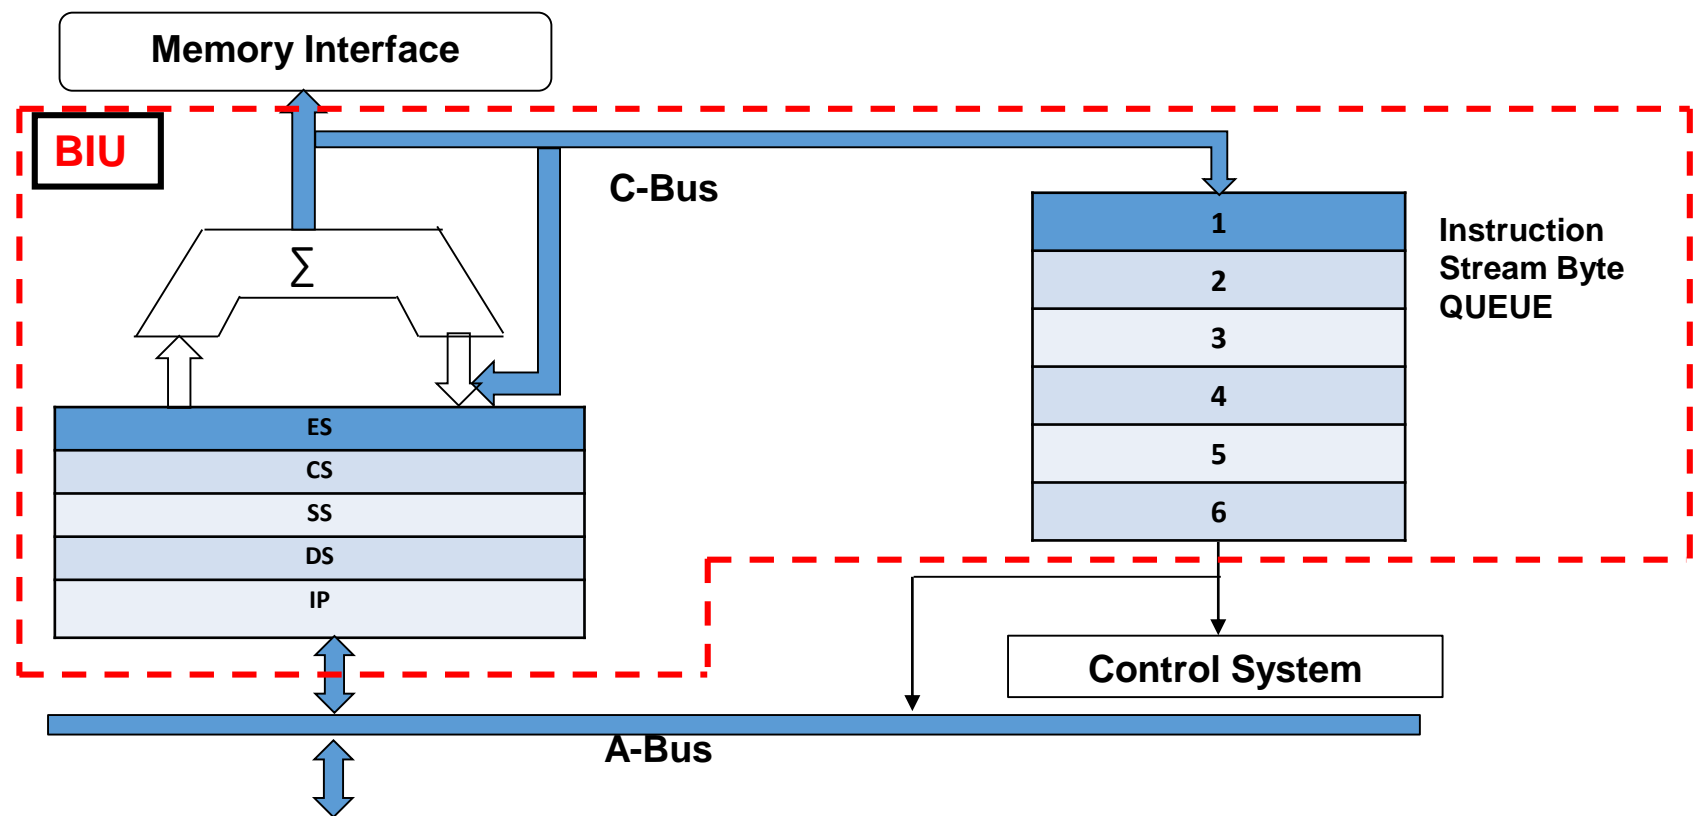 Memory Interface
BIU
C-Bus
∑
1
2
3
4
5
6
Instruction
Stream Byte
QUEUE
ES
CS
SS
DS
IP
Control System
A-Bus